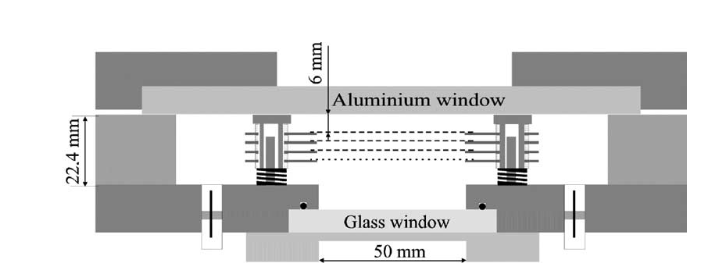 6 mm
Aluminium window
22.4 mm
Glass window
50 mm